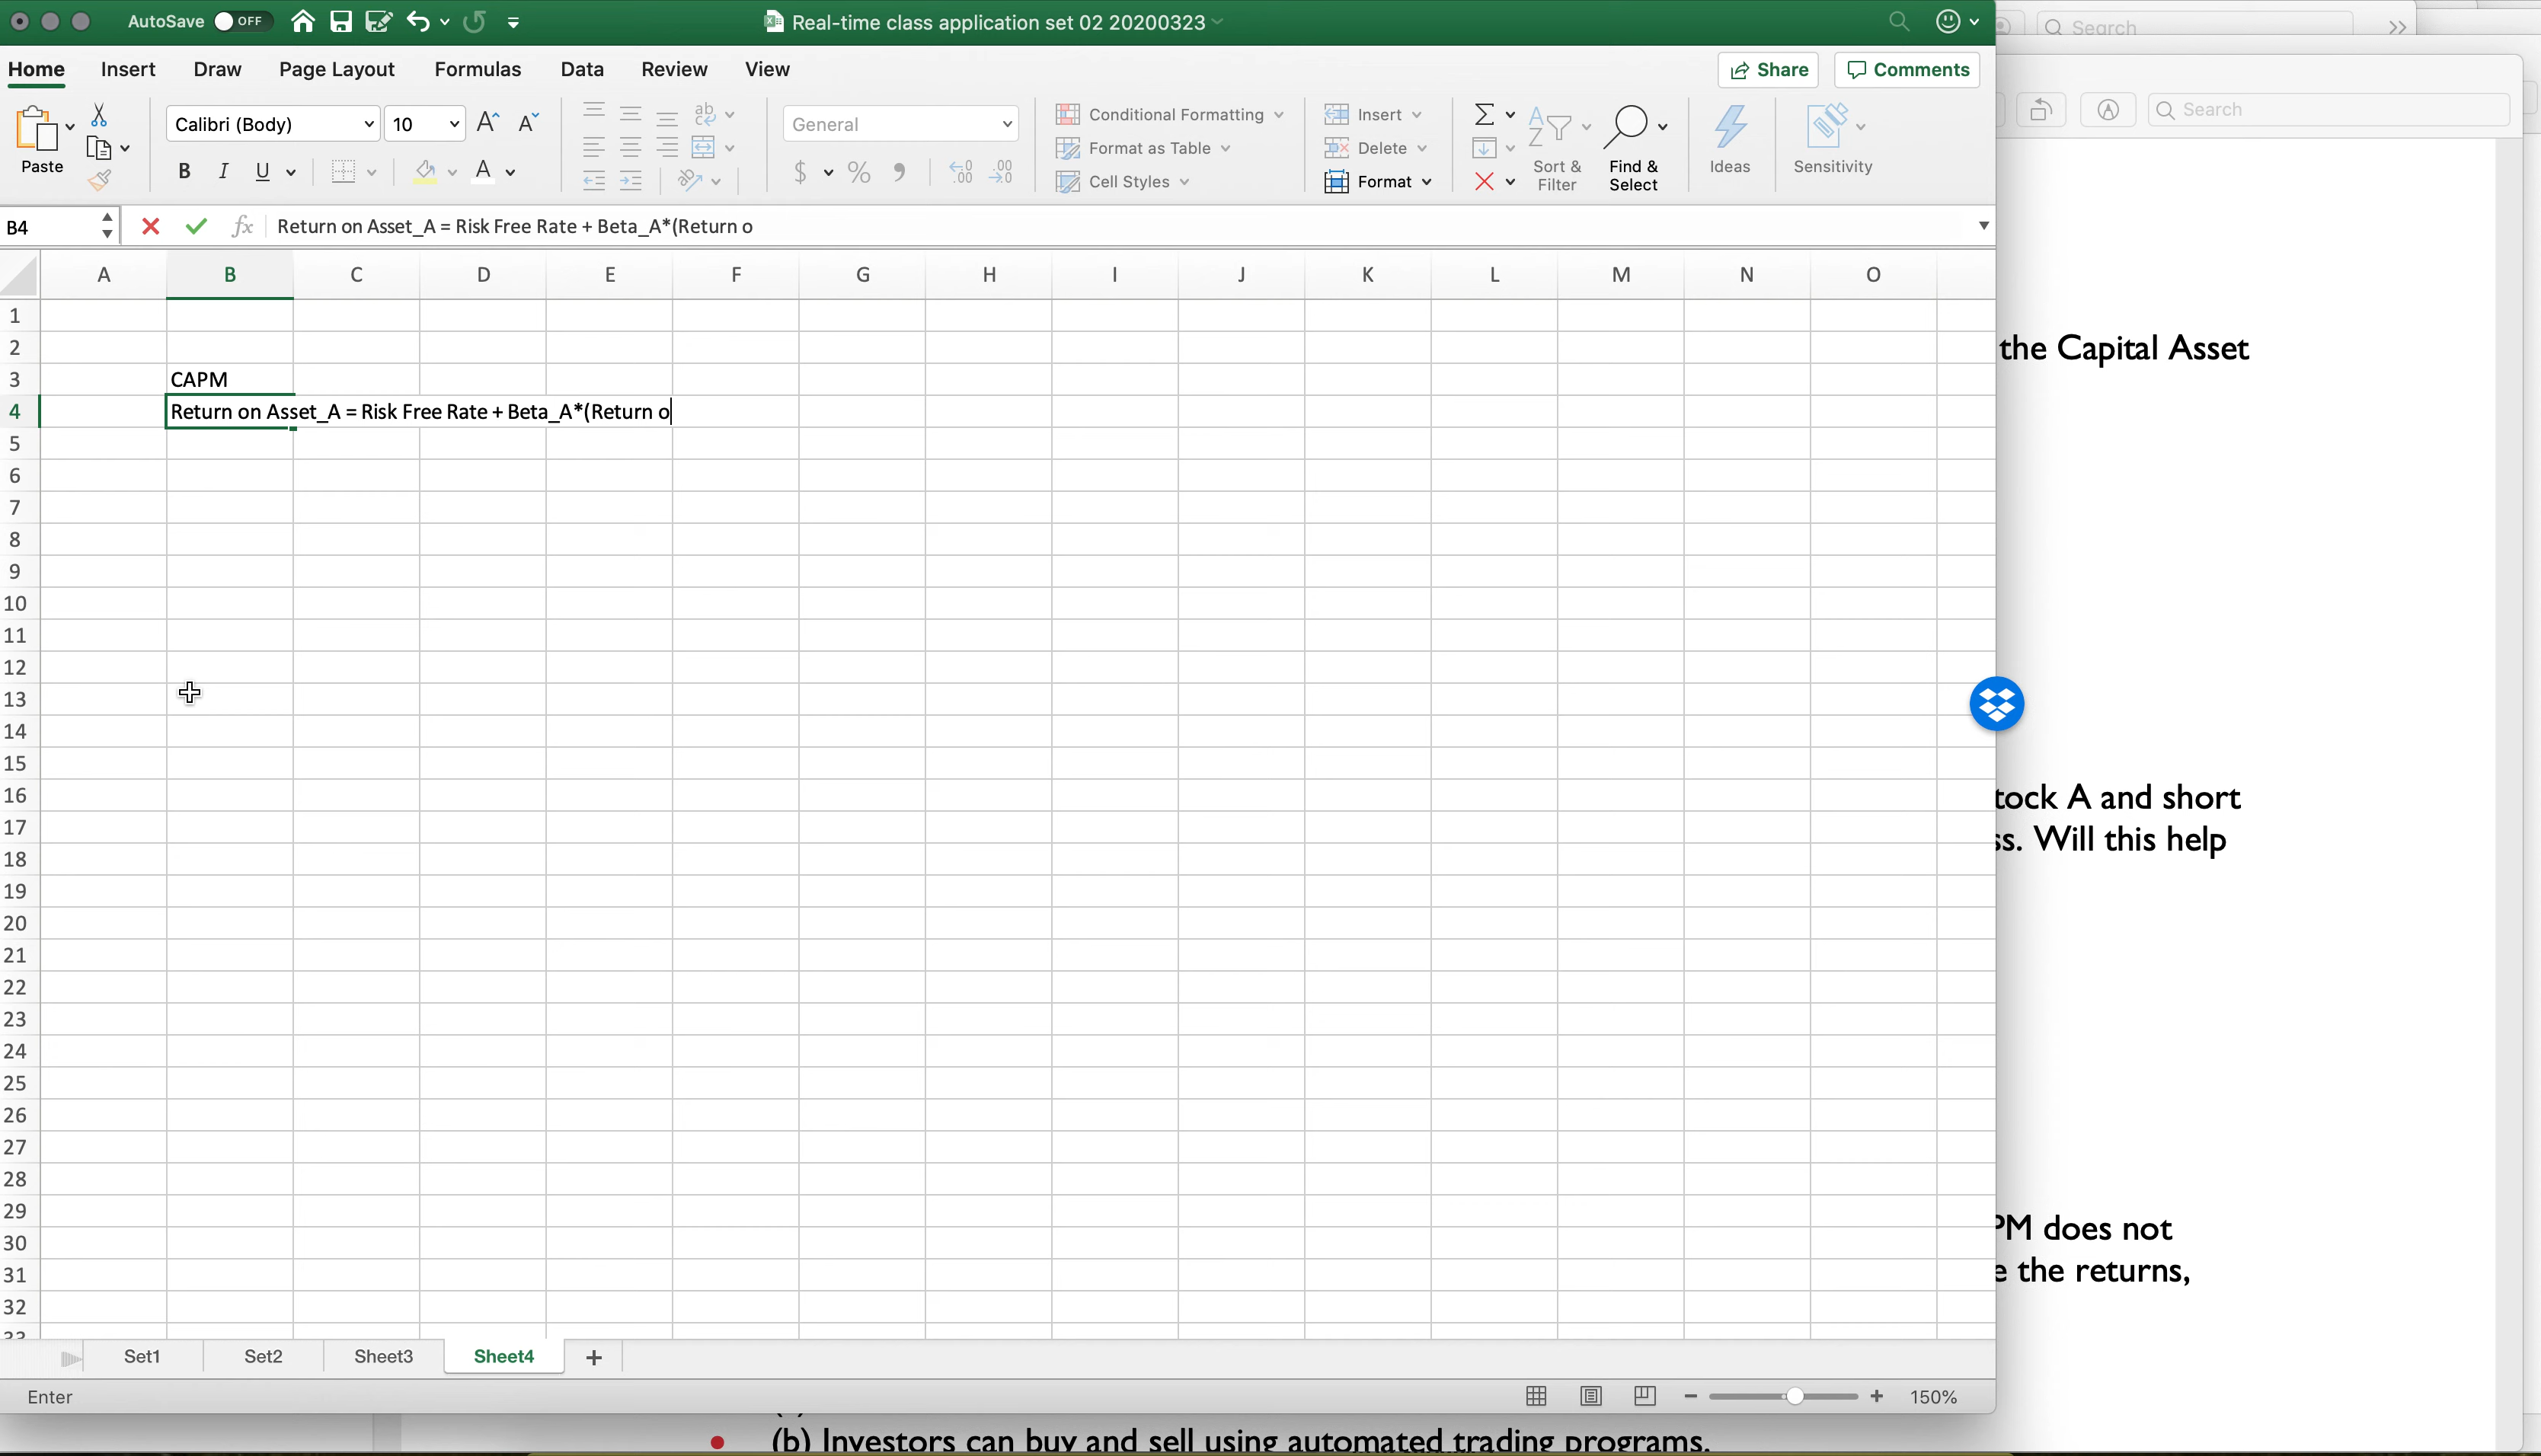 AutoSave OFF
Real-time class application set 02 20200323
Search
Home Insert Draw Page Layout Formulas Data Review View
Share Comments
Search
Paste
Calibri (Body) 10
B I U A
ab
General
$ % ,
Conditional Formatting
Format as Table
Cell Styles
Insert
Delete
Format
Sort & Filter
Find & Select
Ideas
Sensitivity
B4 fx Return on Asset_A = Risk Free Rate + Beta_A*(Return o
A B C D E F G H I J K L M N O
1
2
3 CAPM
4 Return on Asset_A = Risk Free Rate + Beta_A*(Return o
5
6
7
8
9
10
11
12
13
14
15
16
17
18
19
20
21
22
23
24
25
26
27
28
29
30
31
32
the Capital Asset
tock A and short
ss. Will this help
PM does not
e the returns,
Set1 Set2 Sheet3 Sheet4 +
Enter
150%
(b) Investors can buy and sell using automated trading programs.